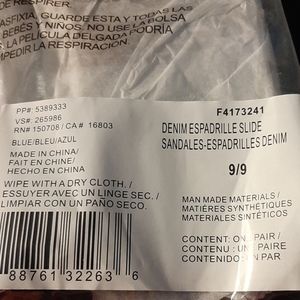 DE RESPIRER.
ASFIXIA, GUARDE ESTA Y TODAS LAS
BEBÉS Y NIÑOS. NO USE LA BOLSA
. LA PELÍCULA DELGADA PODRÍA
MPEDIR LA RESPIRACIÓN.
PP#: 5389333
VS#: 265986
RN# 150708 / CA# 16803
BLUE/BLEU/AZUL
MADE IN CHINA/
FAIT EN CHINE/
HECHO EN CHINA
WIPE WITH A DRY CLOTH. /
ESSUYER AVEC UN LINGE SEC. /
LIMPIAR CON UN PAÑO SECO.
88761 32263 6
F4173241
DENIM ESPADRILLE SLIDE
SANDALES-ESPADRILLES DENIM
9/9
MAN MADE MATERIALS /
MATIÈRES SYNTHÉTIQUES
MATERIALES SINTÉTICOS
CONTENT: ON PAIR /
CONTENU : UN PAIRE
CONTENIDO: N PAR